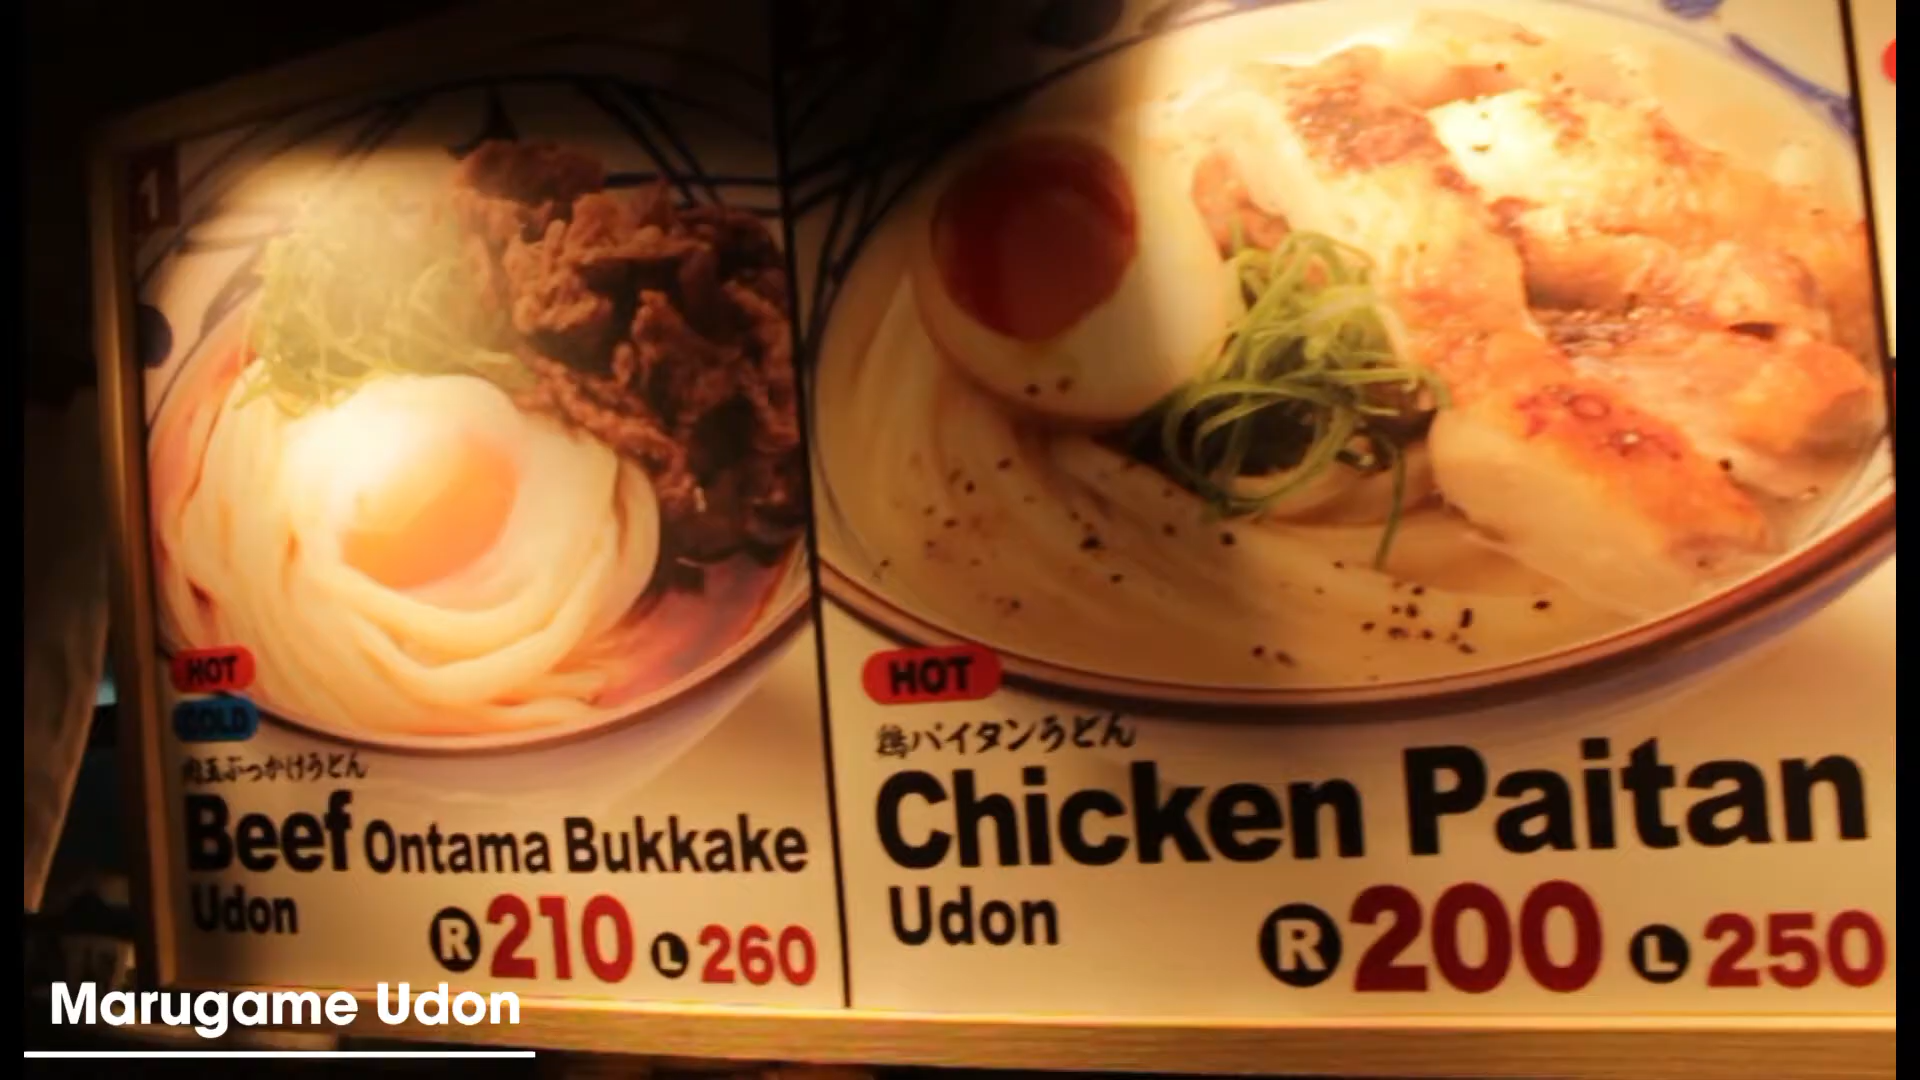 1
HOT
COLD
肉玉ぶっかけうどん
Beef Ontama Bukkake
Udon
R 210 L 260
HOT
鶏パイタンうどん
Chicken Paitan
Udon
R 200 L 250
Marugame Udon